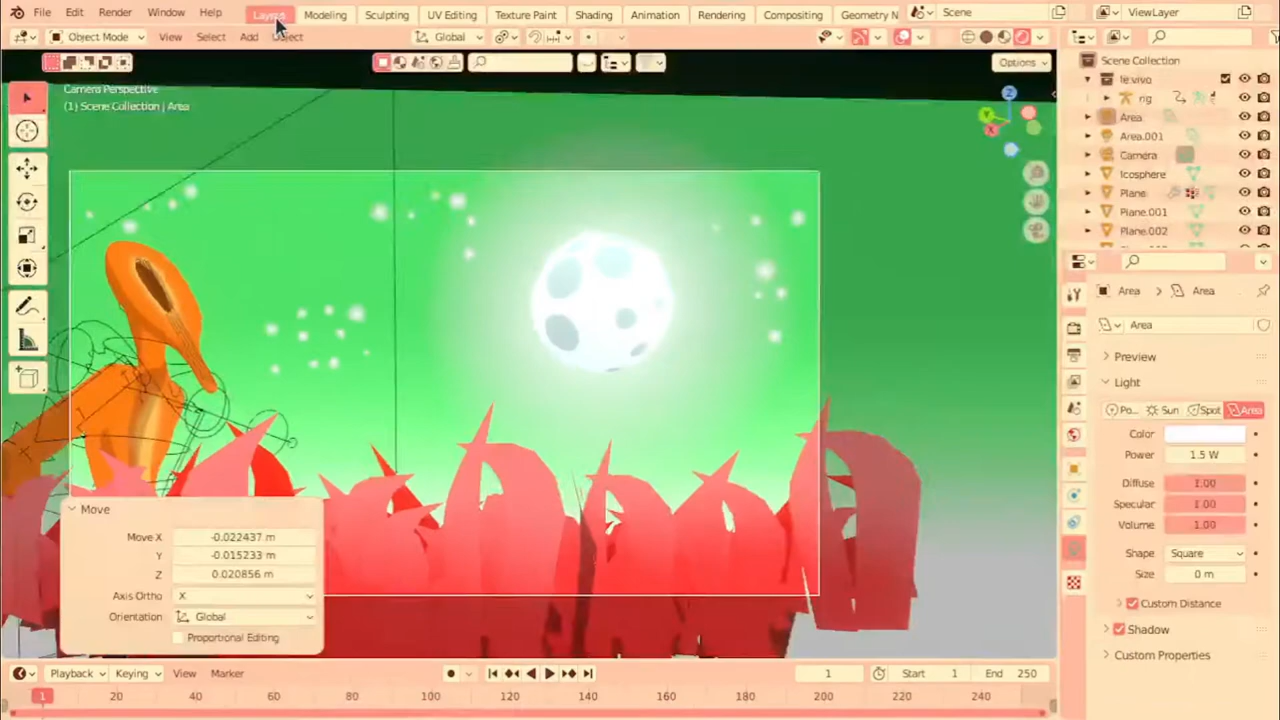 File Edit Render Window Help Layout Modeling Sculpting UV Editing Texture Paint Shading Animation Rendering Compositing Geometry N Scene ViewLayer
Object Mode View Select Add Object Global
Options
Camera Perspective
(1) Scene Collection | Area
Z
Y
X
Move
Move X -0.022437 m
Y -0.015233 m
Z 0.020856 m
Axis Ortho X
Orientation Global
Proportional Editing
Scene Collection
te.vivo
rig
Area
Area.001
Camera
Icosphere
Plane
Plane.001
Plane.002
Area > Area
Area
Preview
Light
Po... Sun Spot Area
Color
Power 1.5 W
Diffuse 1.00
Specular 1.00
Volume 1.00
Shape Square
Size 0 m
Custom Distance
Shadow
Custom Properties
Playback Keying View Marker 1 Start 1 End 250
1 20 40 60 80 100 120 140 160 180 200 220 240